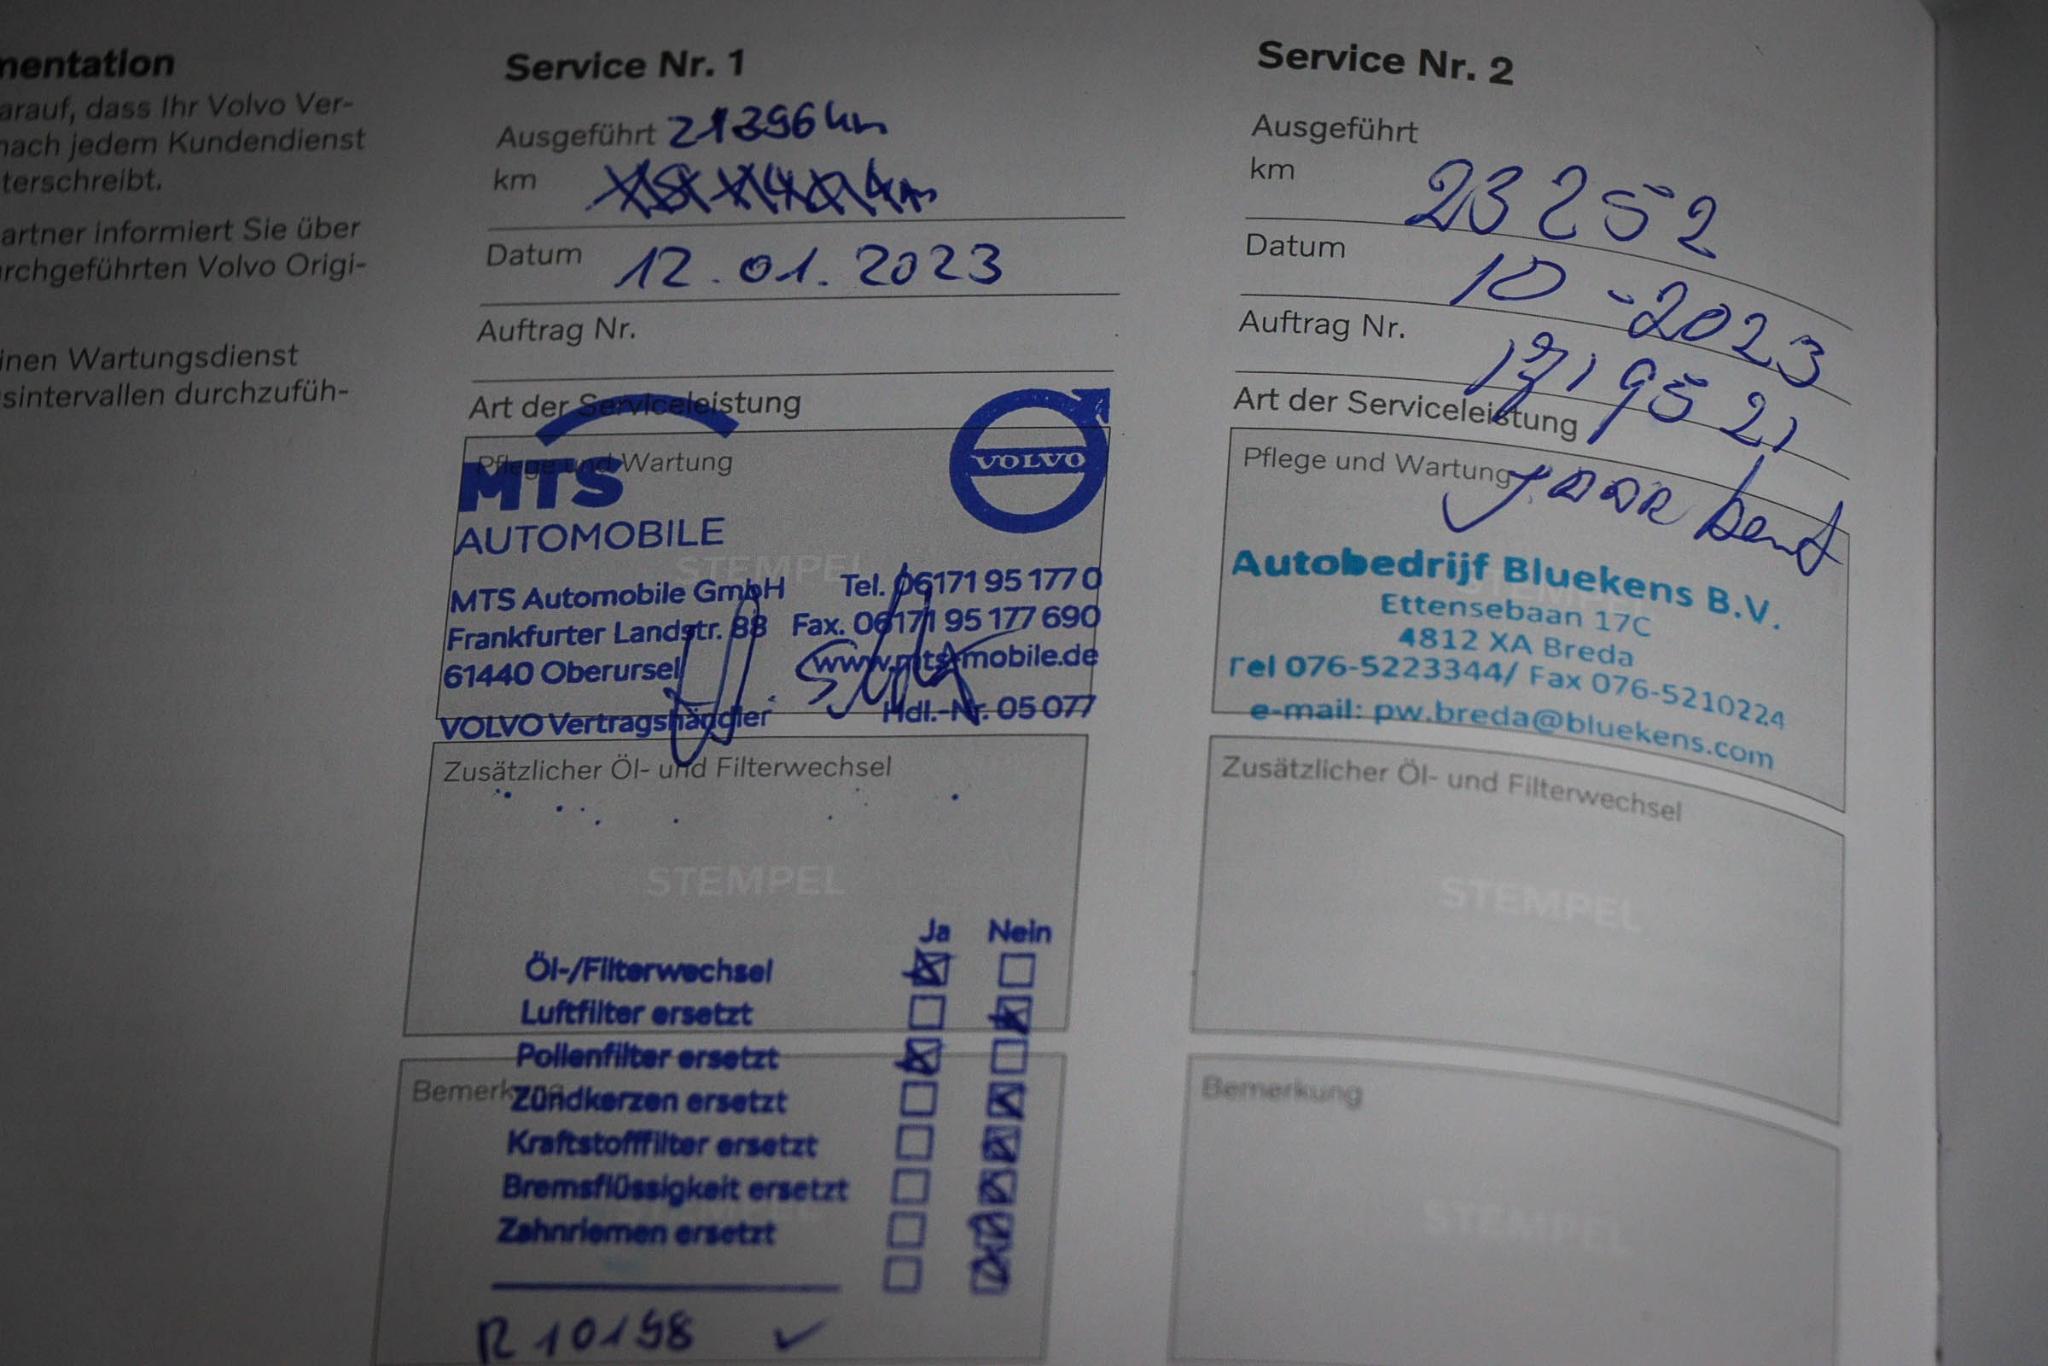 mentation
arauf, dass Ihr Volvo Ver-
nach jedem Kundendienst
terschreibt.
artner informiert Sie über
rchgeführten Volvo Origi-
inen Wartungsdienst
sintervallen durchzufüh-
Service Nr. 1
Ausgeführt 21396 km
km
Datum 12.01.2023
Auftrag Nr.
Art der Serviceleistung
Pflege und Wartung
MTS
AUTOMOBILE
VOLVO
STEMPEL
MTS Automobile GmbH Tel. 06171 95 177 0
Frankfurter Landstr. 88 Fax. 06171 95 177 690
61440 Oberursel www.mts-mobile.de
VOLVO Vertragshändler Hdl.-Nr. 05 077
Zusätzlicher Öl- und Filterwechsel
STEMPEL
Ja Nein
Öl-/Filterwechsel
Luftfilter ersetzt
Pollenfilter ersetzt
Bemerkung
Zündkerzen ersetzt
Kraftstofffilter ersetzt
Bremsflüssigkeit ersetzt
STEMPEL
Zahnriemen ersetzt
R 10198
Service Nr. 2
Ausgeführt
km 23252
Datum 10-2023
Auftrag Nr.
Art der Serviceleistung
Pflege und Wartung
STEMPEL
Autobedrijf Bluekens B.V.
Ettensebaan 17C
4812 XA Breda
Tel 076-5223344/ Fax 076-5210224
e-mail: pw.breda@bluekens.com
Zusätzlicher Öl- und Filterwechsel
STEMPEL
Bemerkung
STEMPEL